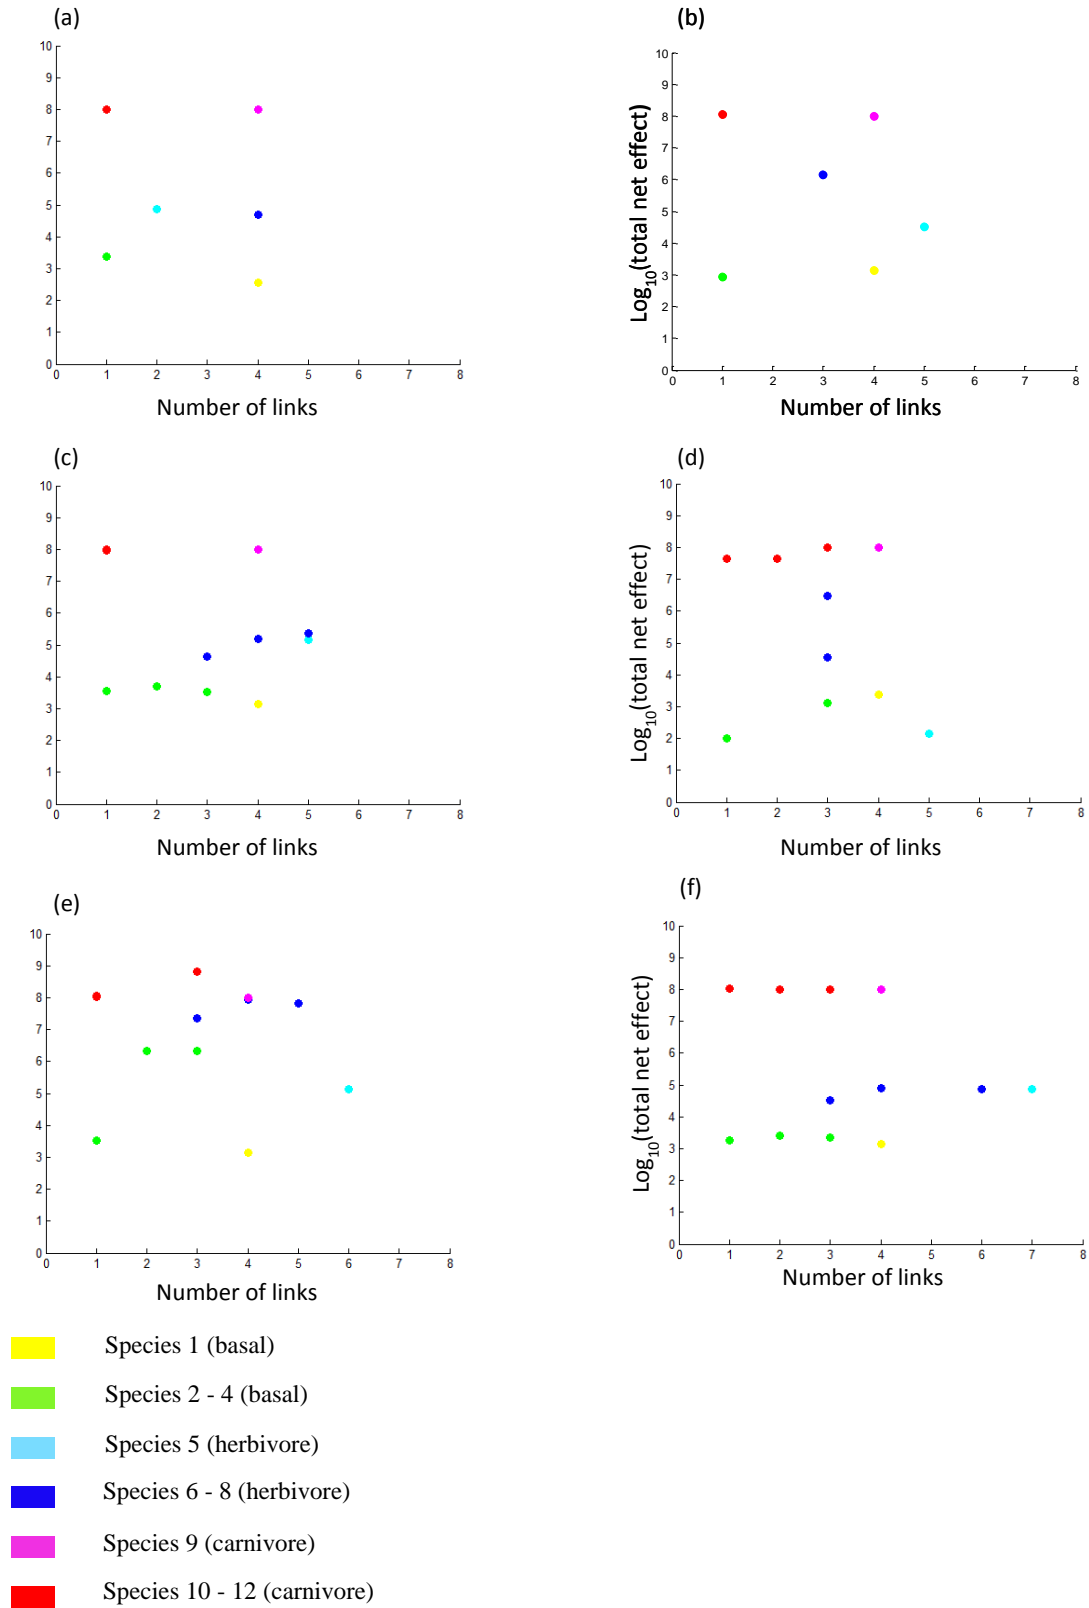 (a)
10
9
8
7
6
5
4
3
2
1
0
0 1 2 3 4 5 6 7 8
Number of links
(b)
Log10(total net effect)
10
9
8
7
6
5
4
3
2
1
0
0 1 2 3 4 5 6 7 8
Number of links
(c)
10
9
8
7
6
5
4
3
2
1
0
0 1 2 3 4 5 6 7 8
Number of links
(d)
Log10(total net effect)
10
9
8
7
6
5
4
3
2
1
0
0 1 2 3 4 5 6 7 8
Number of links
(e)
10
9
8
7
6
5
4
3
2
1
0
0 1 2 3 4 5 6 7 8
Number of links
(f)
Log10(total net effect)
10
9
8
7
6
5
4
3
2
1
0
0 1 2 3 4 5 6 7 8
Number of links
Species 1 (basal)
Species 2 - 4 (basal)
Species 5 (herbivore)
Species 6 - 8 (herbivore)
Species 9 (carnivore)
Species 10 - 12 (carnivore)